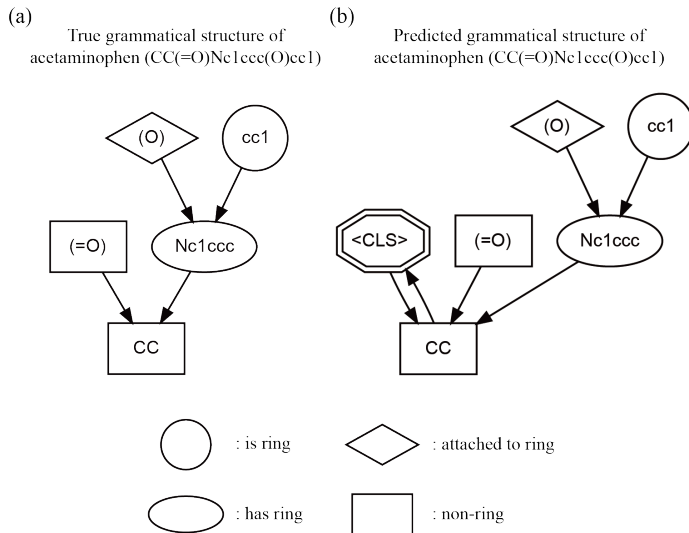 (a)
True grammatical structure of
acetaminophen (CC(=O)Nc1ccc(O)cc1)
(O)
cc1
(=O)
Nc1ccc
CC
(b)
Predicted grammatical structure of
acetaminophen (CC(=O)Nc1ccc(O)cc1)
(O)
cc1
<CLS>
(=O)
Nc1ccc
CC
: is ring
: attached to ring
: has ring
: non-ring